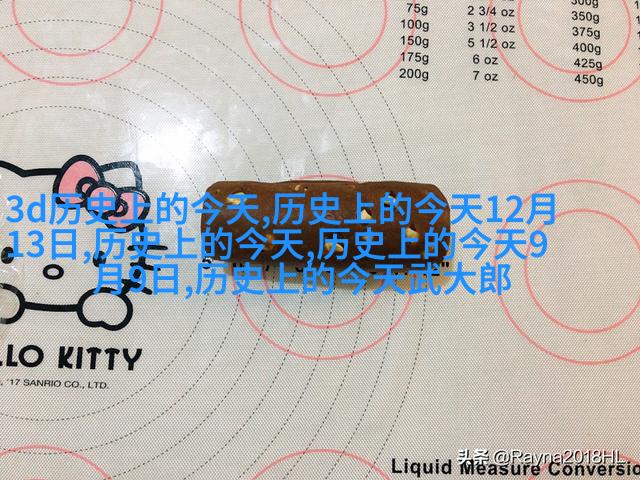 300g
75g 2 3/4 oz 350g
100g 3 1/2 oz 375g
150g 5 1/2 oz 400g
175g 6 oz 425g
200g 7 oz 450g
3d历史上的今天,历史上的今天12月
13日,历史上的今天,历史上的今天9
月9日,历史上的今天武大郎
LLO KITTY
'17 SANRIO CO., LTD.
头条 @Rayna2018HL
Liquid Measure Conversio